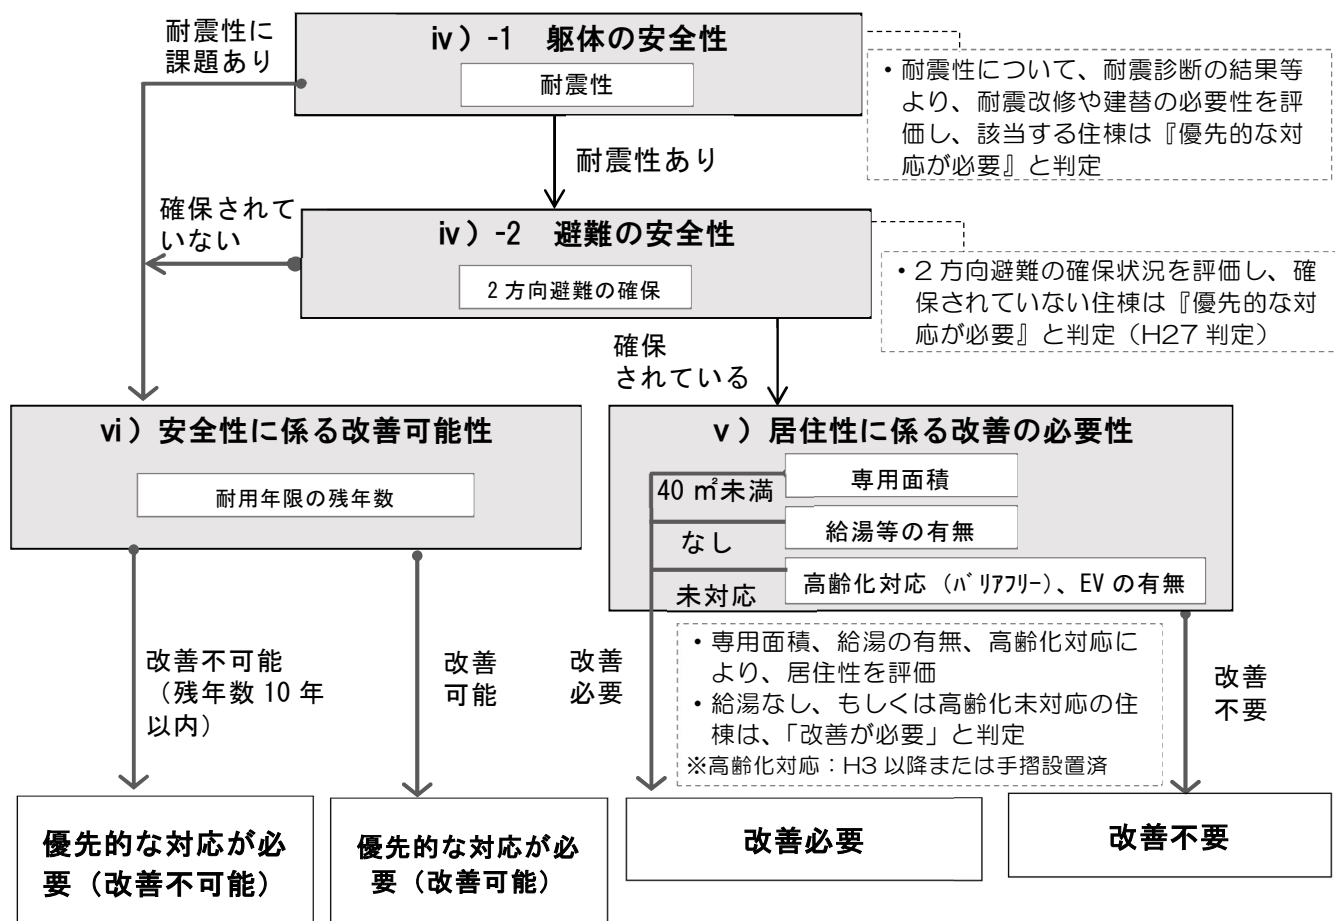 耐震性に
課題あり
ⅳ）-1　躯体の安全性
耐震性
・耐震性について、耐震診断の結果等
より、耐震改修や建替の必要性を評
価し、該当する住棟は『優先的な対
応が必要』と判定
耐震性あり
確保されて
いない
ⅳ）-2　避難の安全性
2 方向避難の確保
・2 方向避難の確保状況を評価し、確
保されていない住棟は『優先的な対
応が必要』と判定（H27 判定）
確保
されている
ⅵ）安全性に係る改善可能性
耐用年限の残年数
ⅴ）居住性に係る改善の必要性
40 ㎡未満
専用面積
なし
給湯等の有無
未対応
高齢化対応（ﾊﾞﾘｱﾌﾘｰ）、EV の有無
改善不可能
（残年数 10 年
以内）
改善
可能
改善
必要
・専用面積、給湯の有無、高齢化対応に
より、居住性を評価
・給湯なし、もしくは高齢化未対応の住
棟は、「改善が必要」と判定
※高齢化対応：H3 以降または手摺設置済
改善
不要
優先的な対応が必
要（改善不可能）
優先的な対応が必
要（改善可能）
改善必要
改善不要